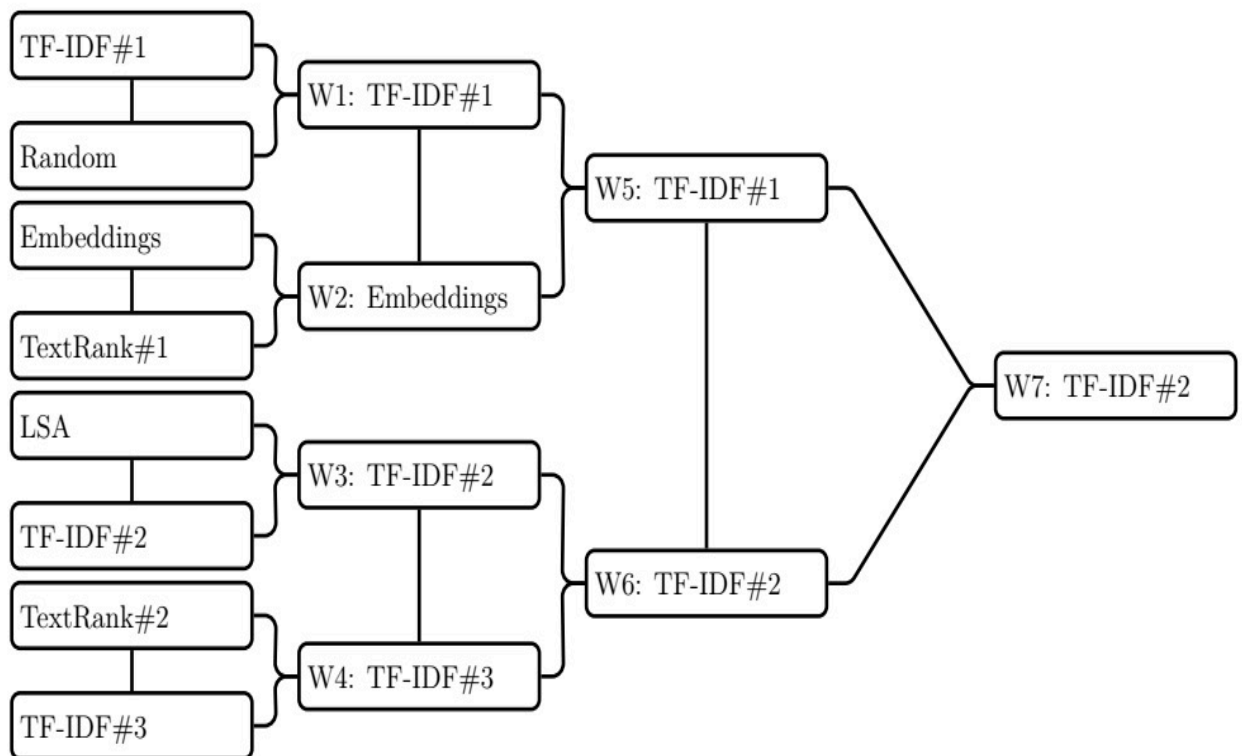 TF-IDF#1
Random
Embeddings
TextRank#1
LSA
TF-IDF#2
TextRank#2
TF-IDF#3
W1: TF-IDF#1
W2: Embeddings
W3: TF-IDF#2
W4: TF-IDF#3
W5: TF-IDF#1
W6: TF-IDF#2
W7: TF-IDF#2